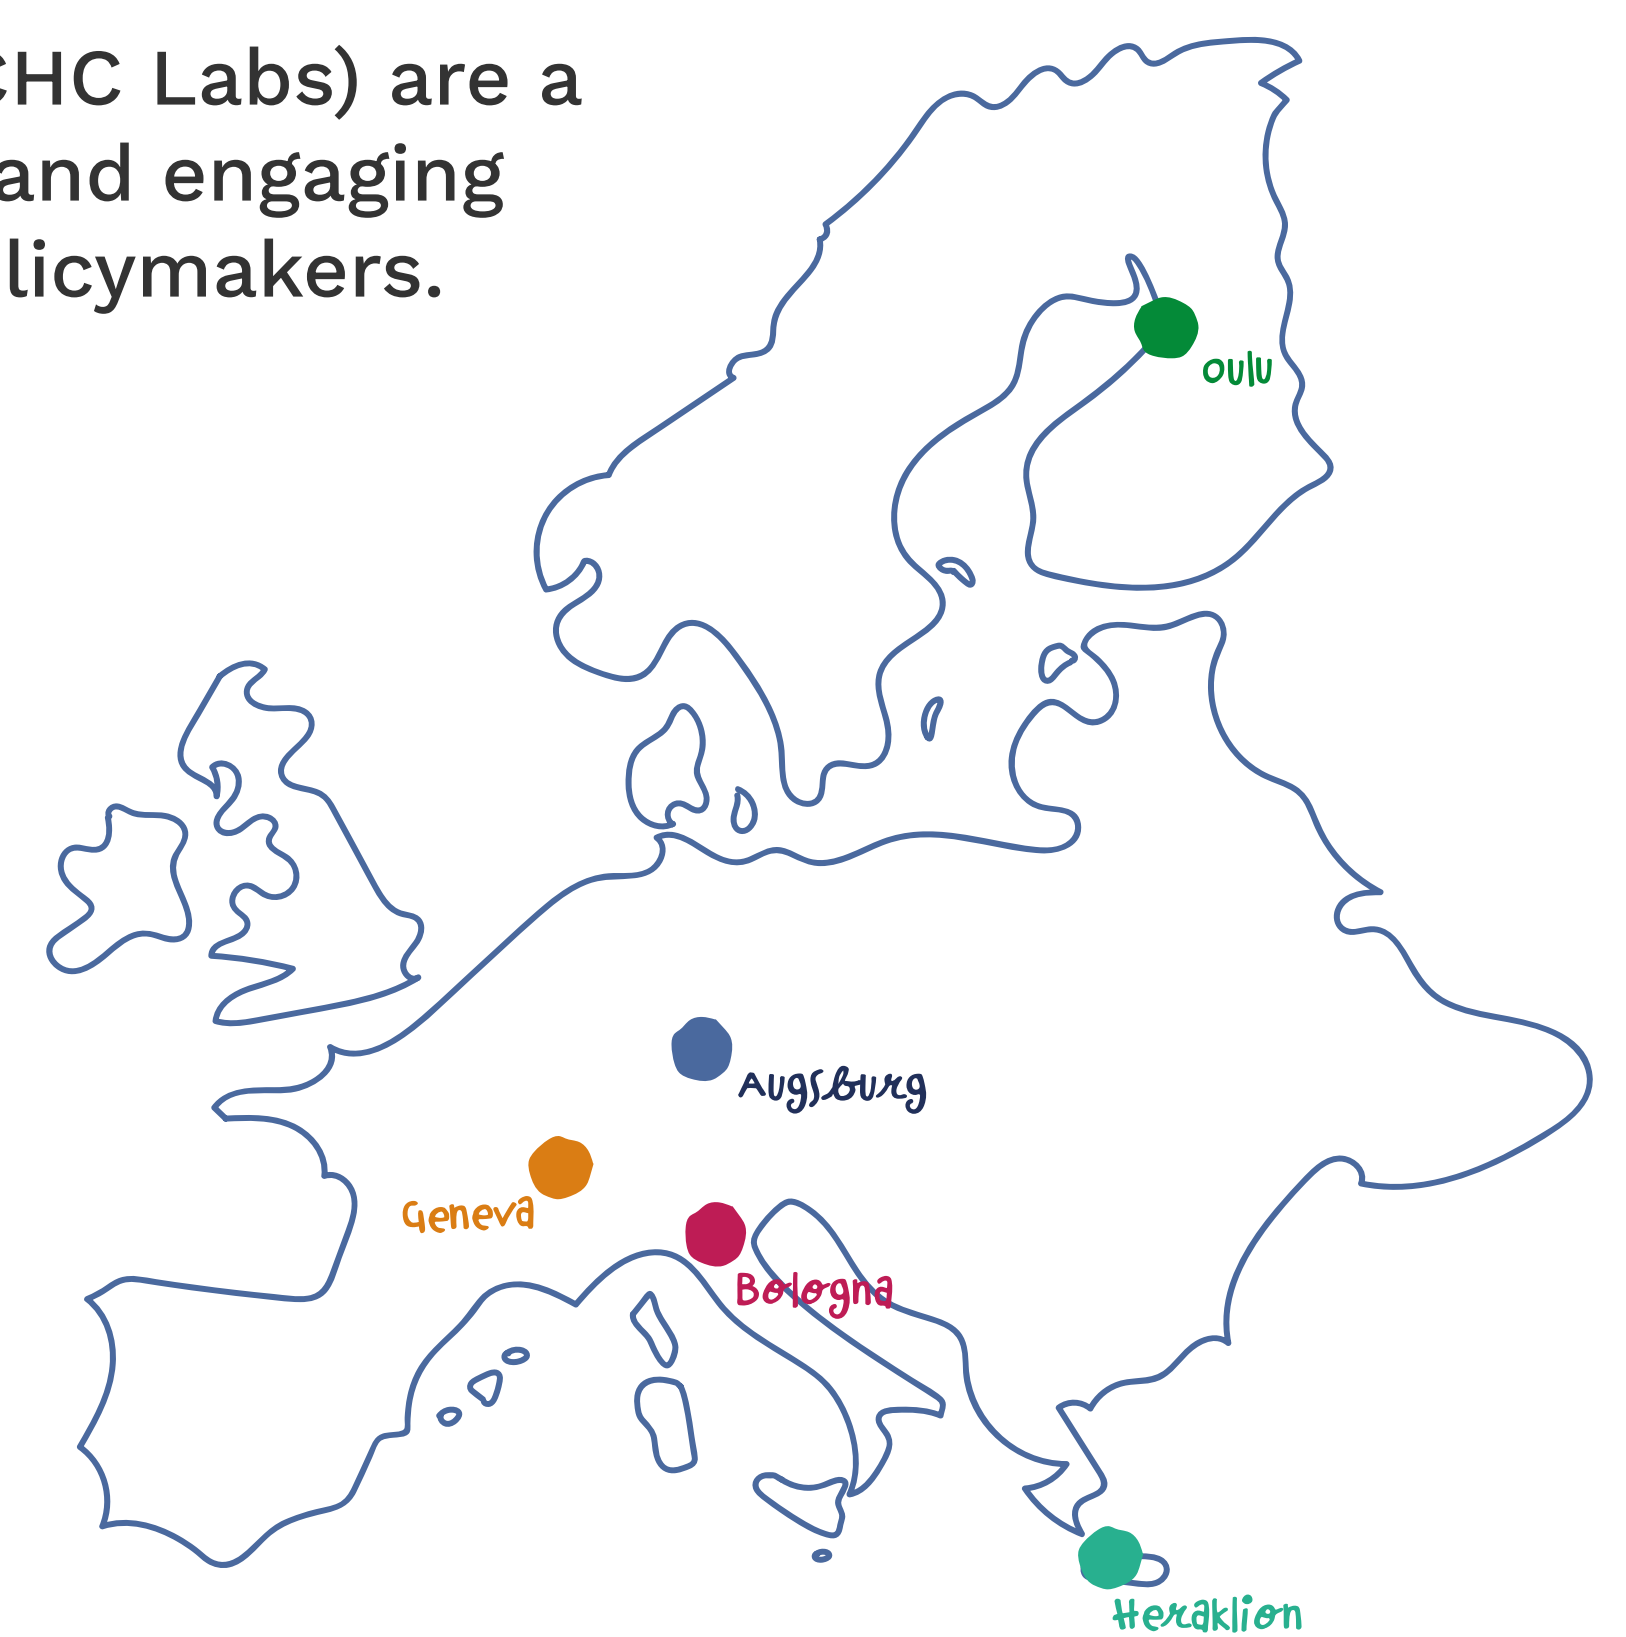 CHC Labs) are a
and engaging
licymakers.
Oulu
Augsburg
Geneva
Bologna
Heraklion